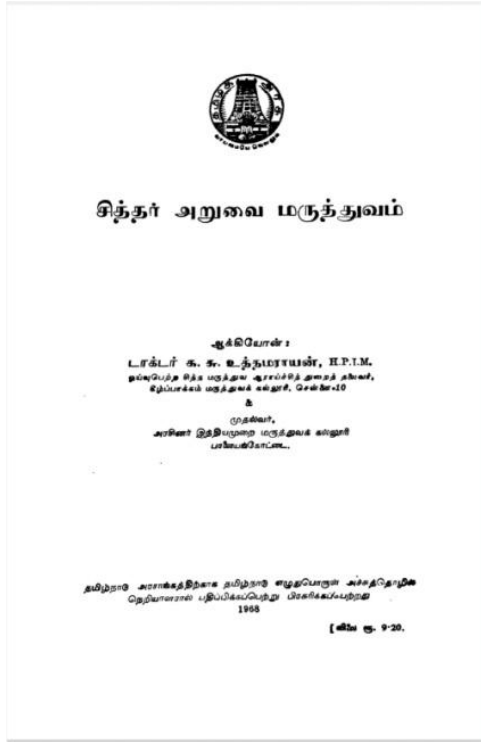 தமிழ்நாடு அரசு
வாய்மையே வெல்லும்
சித்தர் அறுவை மருத்துவம்
ஆக்கியோன் :
டாக்டர் க. சு. உத்தமராயன், H.P.I.M.
ஓய்வுபெற்ற சித்த மருத்துவ ஆராய்ச்சித் துறைத் தலைவர்,
கீழ்ப்பாக்கம் மருத்துவக் கல்லூரி, சென்னை-10
&
முதல்வர்,
அரசினர் இந்தியமுறை மருத்துவக் கல்லூரி
பாளையங்கோட்டை.
தமிழ்நாடு அரசாங்கத்திற்காக தமிழ்நாடு எழுதுபொருள் அச்சுத்தொழில்
நெறியாளரால் பதிப்பிக்கப்பெற்று பிரசுரிக்கப்பெற்றது
1968
[ விலை ரூ. 9·20.